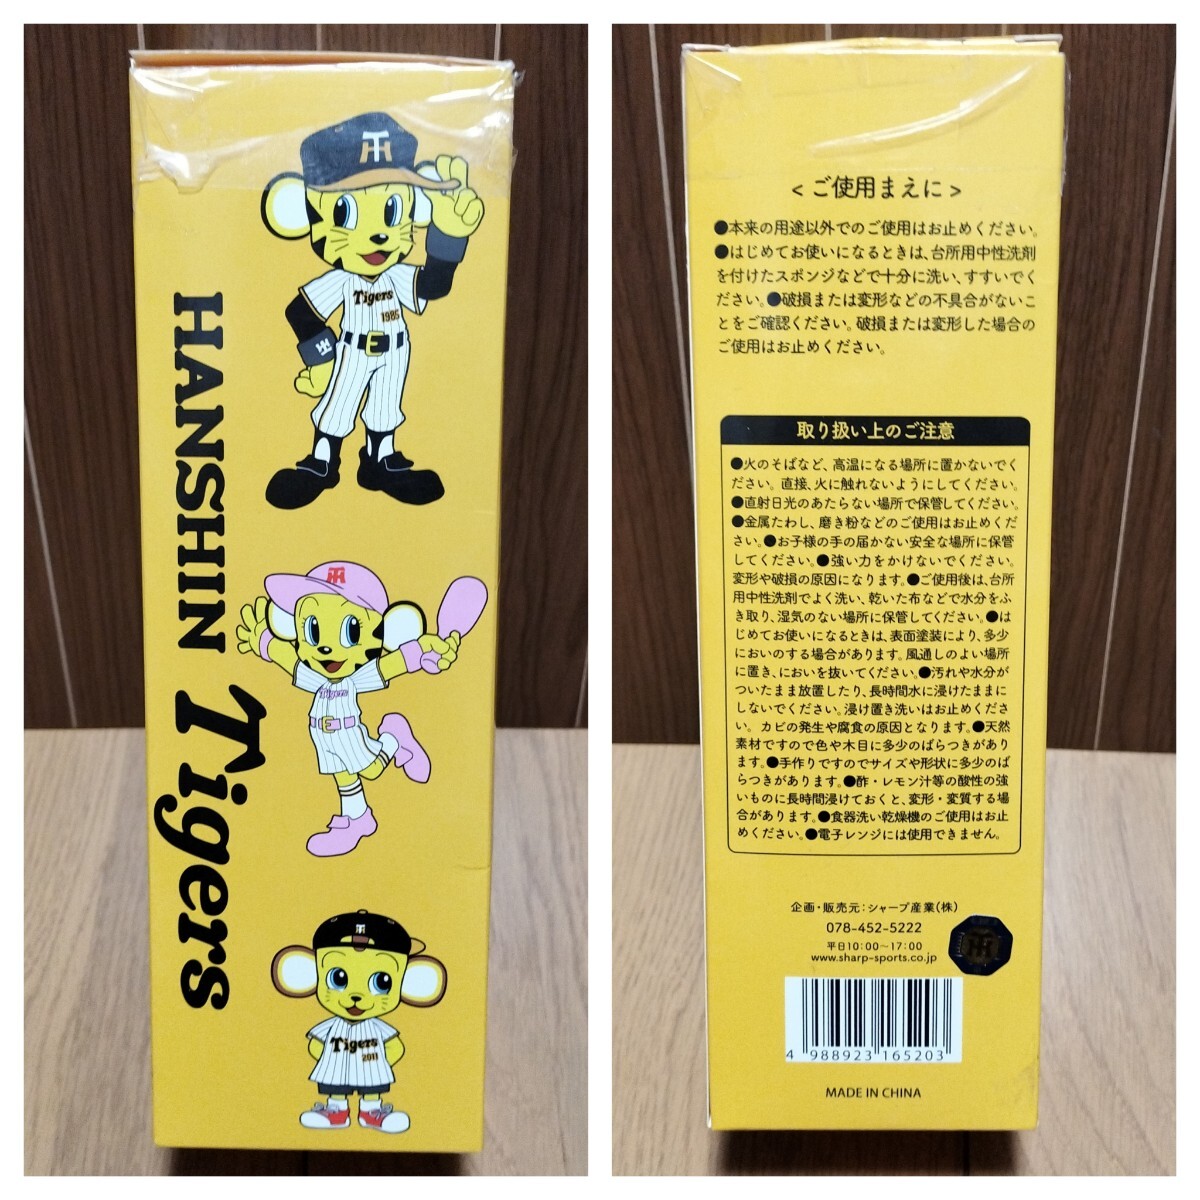 TH
Tigers
1985
HANSHIN Tigers
TH
Tigers
TH
Tigers
2011
<ご使用まえに>
●本来の用途以外でのご使用はお止めください。
●はじめてお使いになるときは、台所用中性洗剤
を付けたスポンジなどで十分に洗い、すすいでく
ださい。●破損または変形などの不具合がないこ
とをご確認ください。破損または変形した場合の
ご使用はお止めください。
取り扱い上のご注意
●火のそばなど、高温になる場所に置かないでく
ださい。直接、火に触れないようにしてください。
●直射日光のあたらない場所で保管してください。
●金属たわし、磨き粉などのご使用はお止めくだ
さい。●お子様の手の届かない安全な場所に保管
してください。●強い力をかけないでください。
変形や破損の原因になります。●ご使用後は、台所
用中性洗剤でよく洗い、乾いた布などで水分をふ
き取り、湿気のない場所に保管してください。●は
じめてお使いになるときは、表面塗装により、多少
においのする場合があります。風通しのよい場所
に置き、においを抜いてください。●汚れや水分が
ついたまま放置したり、長時間水に浸けたままに
しないでください。浸け置き洗いはお止めくださ
い。カビの発生や腐食の原因となります。●天然
素材ですので色や木目に多少のばらつきがあり
ます。●手作りですのでサイズや形状に多少のば
らつきがあります。●酢・レモン汁等の酸性の強
いものに長時間浸けておくと、変形・変質する場
合があります。●食器洗い乾燥機のご使用はお止
めください。●電子レンジには使用できません。
企画・販売元：シャープ産業(株)
078-452-5222
平日10:00～17:00
www.sharp-sports.co.jp
TH
4 988923 165203
MADE IN CHINA